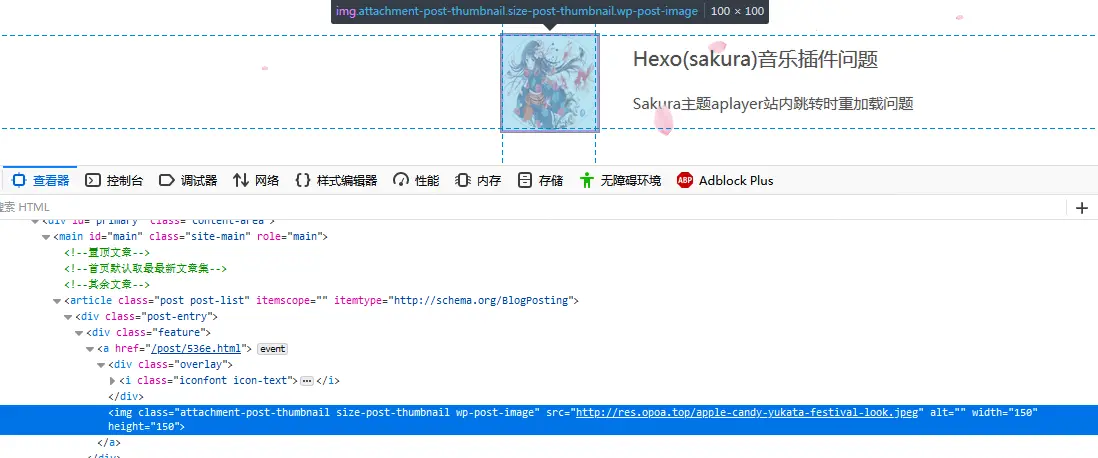 img.attachment-post-thumbnail.size-post-thumbnail.wp-post-image | 100 × 100
Hexo(sakura)音乐插件问题
Sakura主题aplayer站内跳转时重加载问题
查看器 控制台 调试器 网络 样式编辑器 性能 内存 存储 无障碍环境 ABP Adblock Plus
搜索 HTML +
<div id="primary" class="content-area">
<main id="main" class="site-main" role="main">
<!--置顶文章-->
<!--首页默认取最最新文章集-->
<!--其余文章-->
<article class="post post-list" itemscope="" itemtype="http://schema.org/BlogPosting">
<div class="post-entry">
<div class="feature">
<a href="/post/536e.html"> event
<div class="overlay">
<i class="iconfont icon-text">…</i>
</div>
<img class="attachment-post-thumbnail size-post-thumbnail wp-post-image" src="http://res.opoa.top/apple-candy-yukata-festival-look.jpeg" alt="" width="150"
height="150">
</a>
</div>